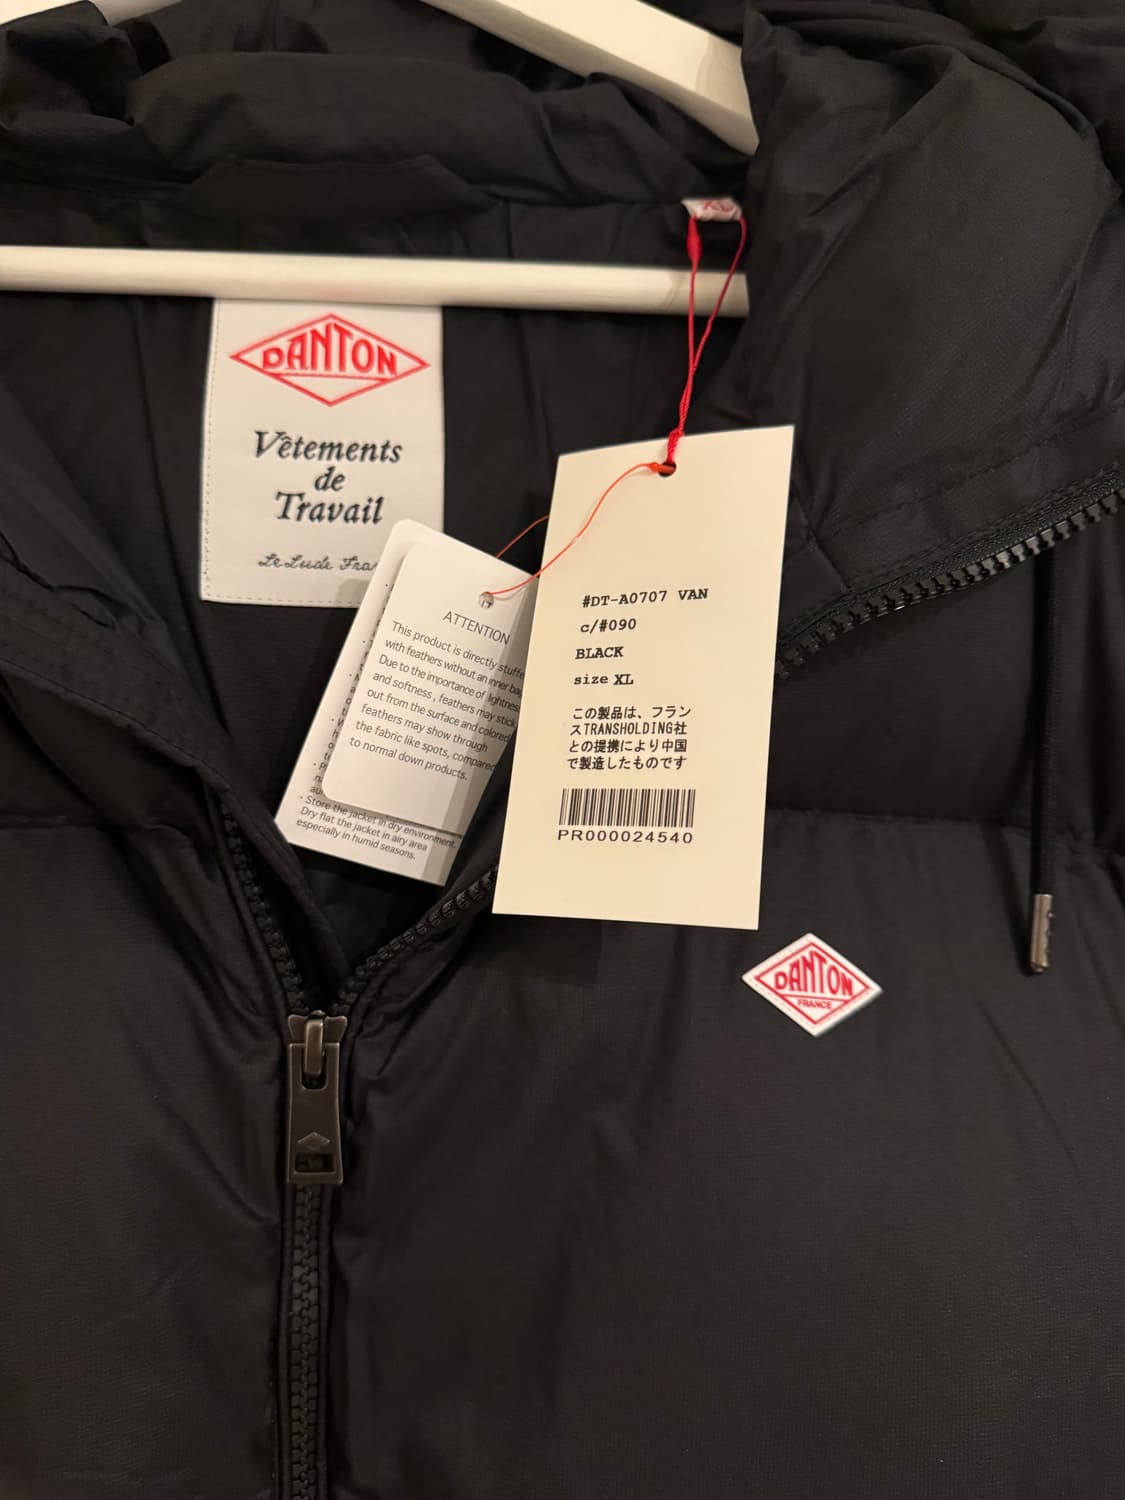 XL
DANTON
Vêtements
de
Travail
Le Lude
ATTENTION
This product is directly
with feathers without an inner
Due to the importance of lightness
and softness, feathers may stick
out from the surface and colored
feathers may show through
the fabric like spots, compared
to normal down products.
· Store the jacket in dry environment.
Dry flat the jacket in airy area
especially in humid seasons.
#DT-A0707 VAN
c/#090
BLACK
size XL
この製品は、フラン
スTRANSHOLDING社
との提携により中国
で製造したものです
PR000024540
DANTON
FRANCE